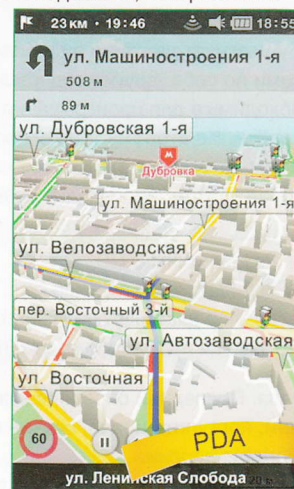 23 км • 19:46 18:55
ул. Машиностроения 1-я
508 м
89 м
ул. Дубровская 1-я
М
Дубровка
ул. Машиностроения 1-я
ул. Велозаводская
пер. Восточный 3-й
ул. Автозаводская
ул. Восточная
60
PDA
ул. Ленинская Слобода